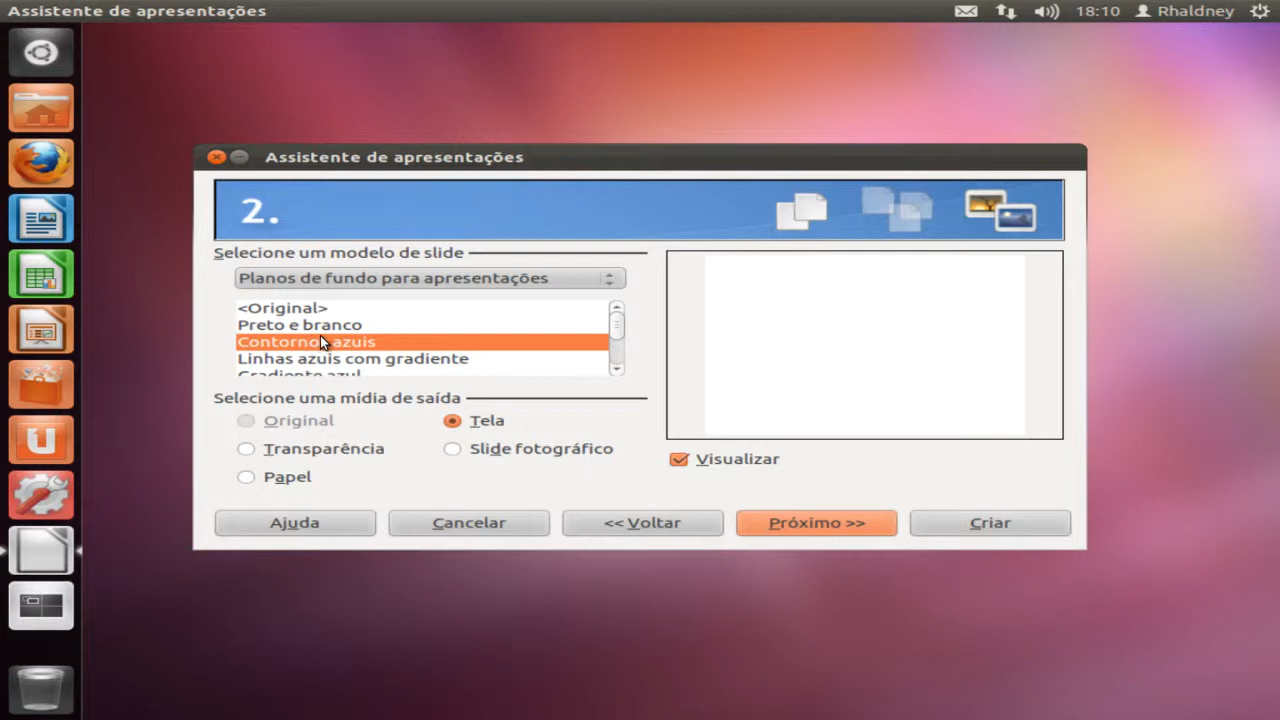 Assistente de apresentações
18:10 Rhaldney
Assistente de apresentações
2.
Selecione um modelo de slide
Planos de fundo para apresentações
<Original>
Preto e branco
Contornos azuis
Linhas azuis com gradiente
Gradiente azul
Selecione uma mídia de saída
Original
Tela
Transparência
Slide fotográfico
Papel
Visualizar
Ajuda
Cancelar
<< Voltar
Próximo >>
Criar